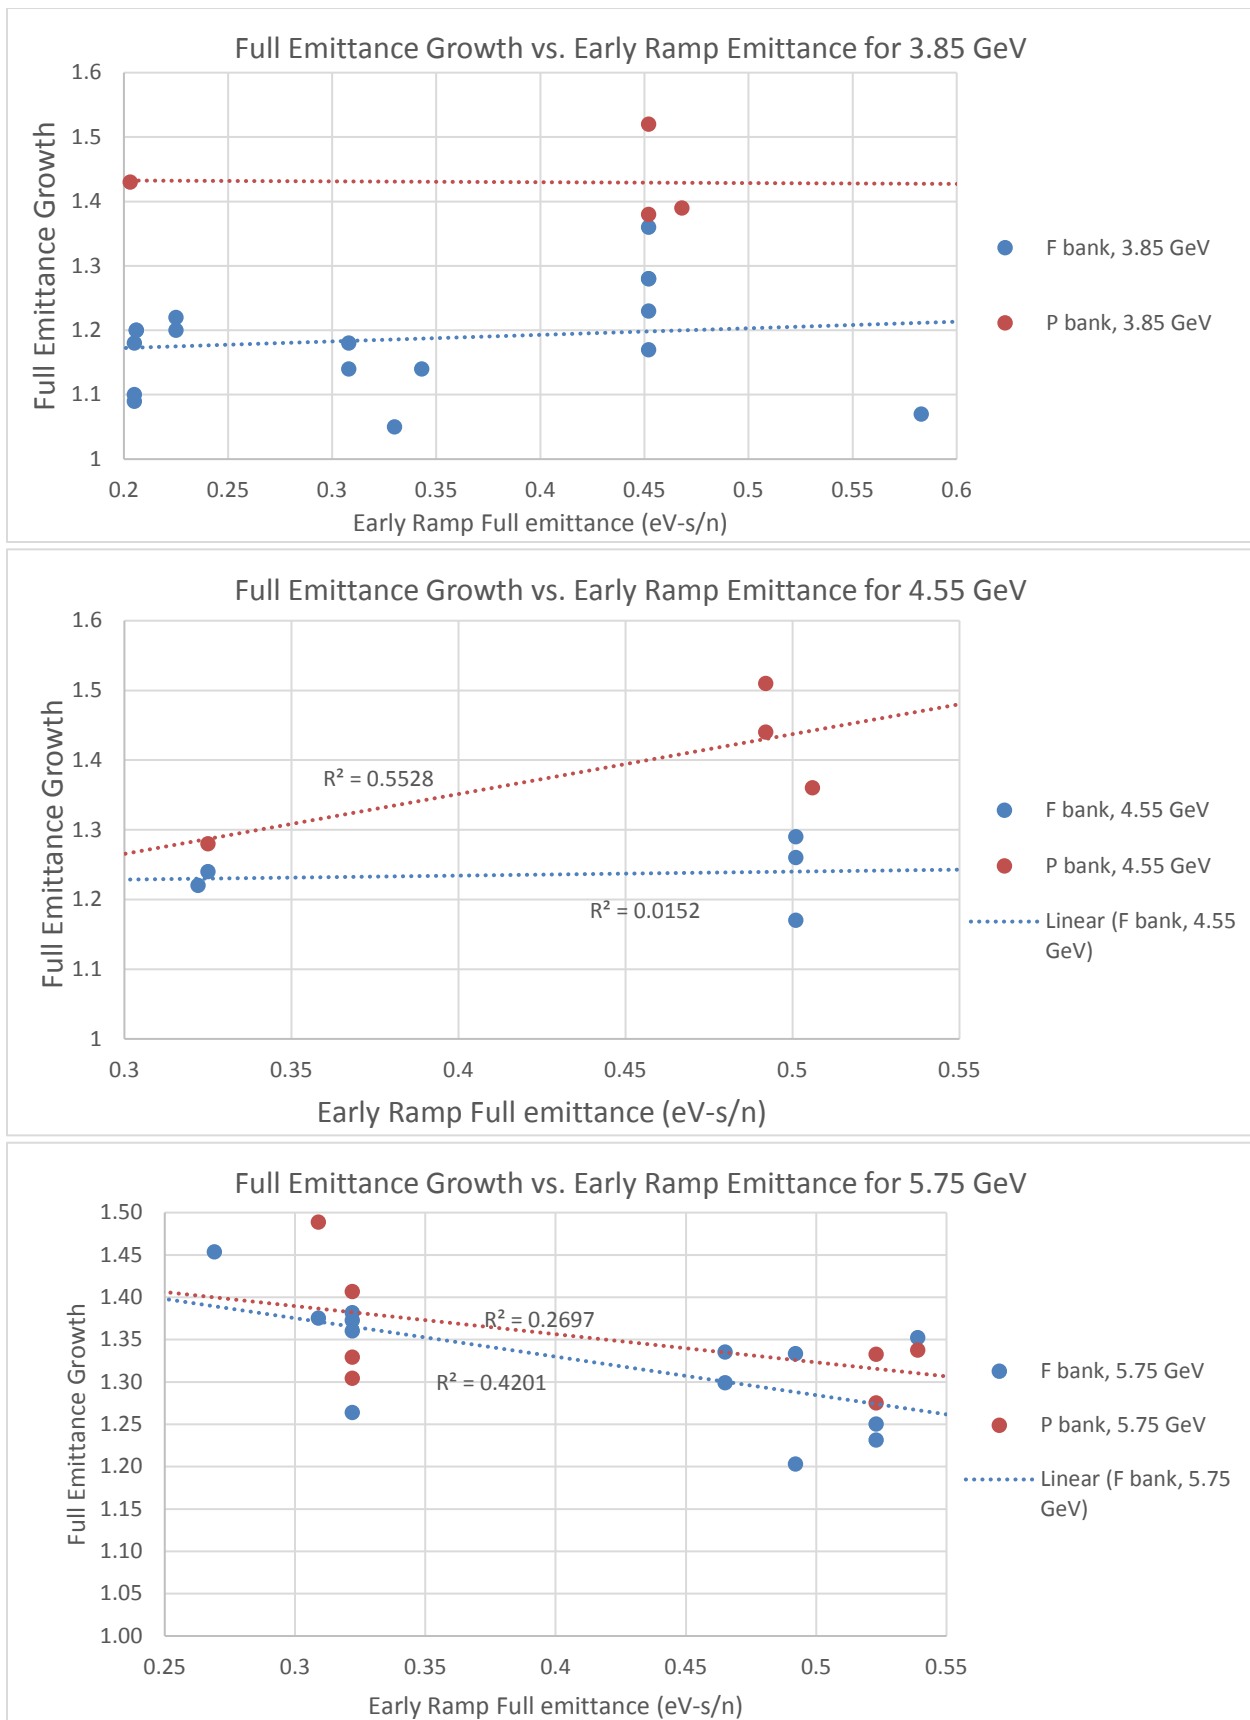 Full Emittance Growth vs. Early Ramp Emittance for 3.85 GeV
Full Emittance Growth
1.6
1.5
1.4
1.3
1.2
1.1
1
0.2 0.25 0.3 0.35 0.4 0.45 0.5 0.55 0.6
Early Ramp Full emittance (eV-s/n)
F bank, 3.85 GeV
P bank, 3.85 GeV
Full Emittance Growth vs. Early Ramp Emittance for 4.55 GeV
Full Emittance Growth
1.6
1.5
1.4
1.3
1.2
1.1
1
R² = 0.5528
R² = 0.0152
0.3 0.35 0.4 0.45 0.5 0.55
Early Ramp Full emittance (eV-s/n)
F bank, 4.55 GeV
P bank, 4.55 GeV
Linear (F bank, 4.55
GeV)
Full Emittance Growth vs. Early Ramp Emittance for 5.75 GeV
Full Emittance Growth
1.50
1.45
1.40
1.35
1.30
1.25
1.20
1.15
1.10
1.05
1.00
R² = 0.2697
R² = 0.4201
0.25 0.3 0.35 0.4 0.45 0.5 0.55
Early Ramp Full emittance (eV-s/n)
F bank, 5.75 GeV
P bank, 5.75 GeV
Linear (F bank, 5.75
GeV)